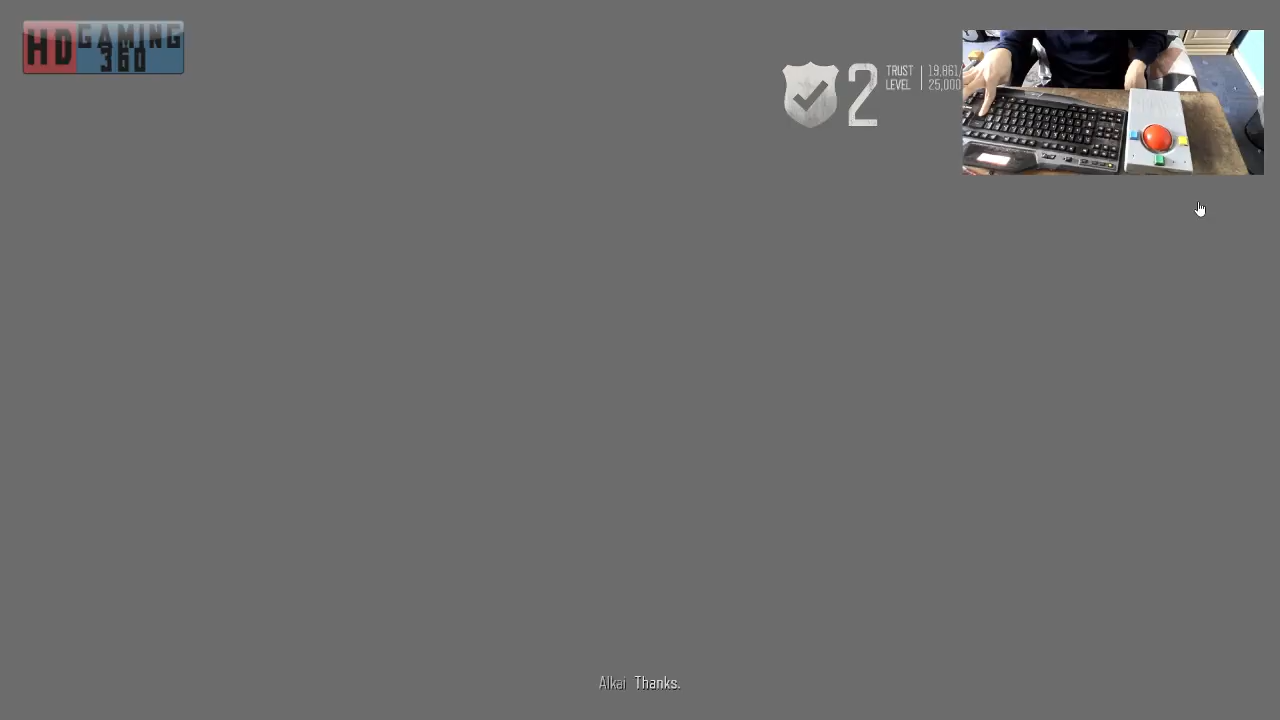 HD GAMING
360
2
TRUST
LEVEL
19,861/
25,000
Alkai Thanks.